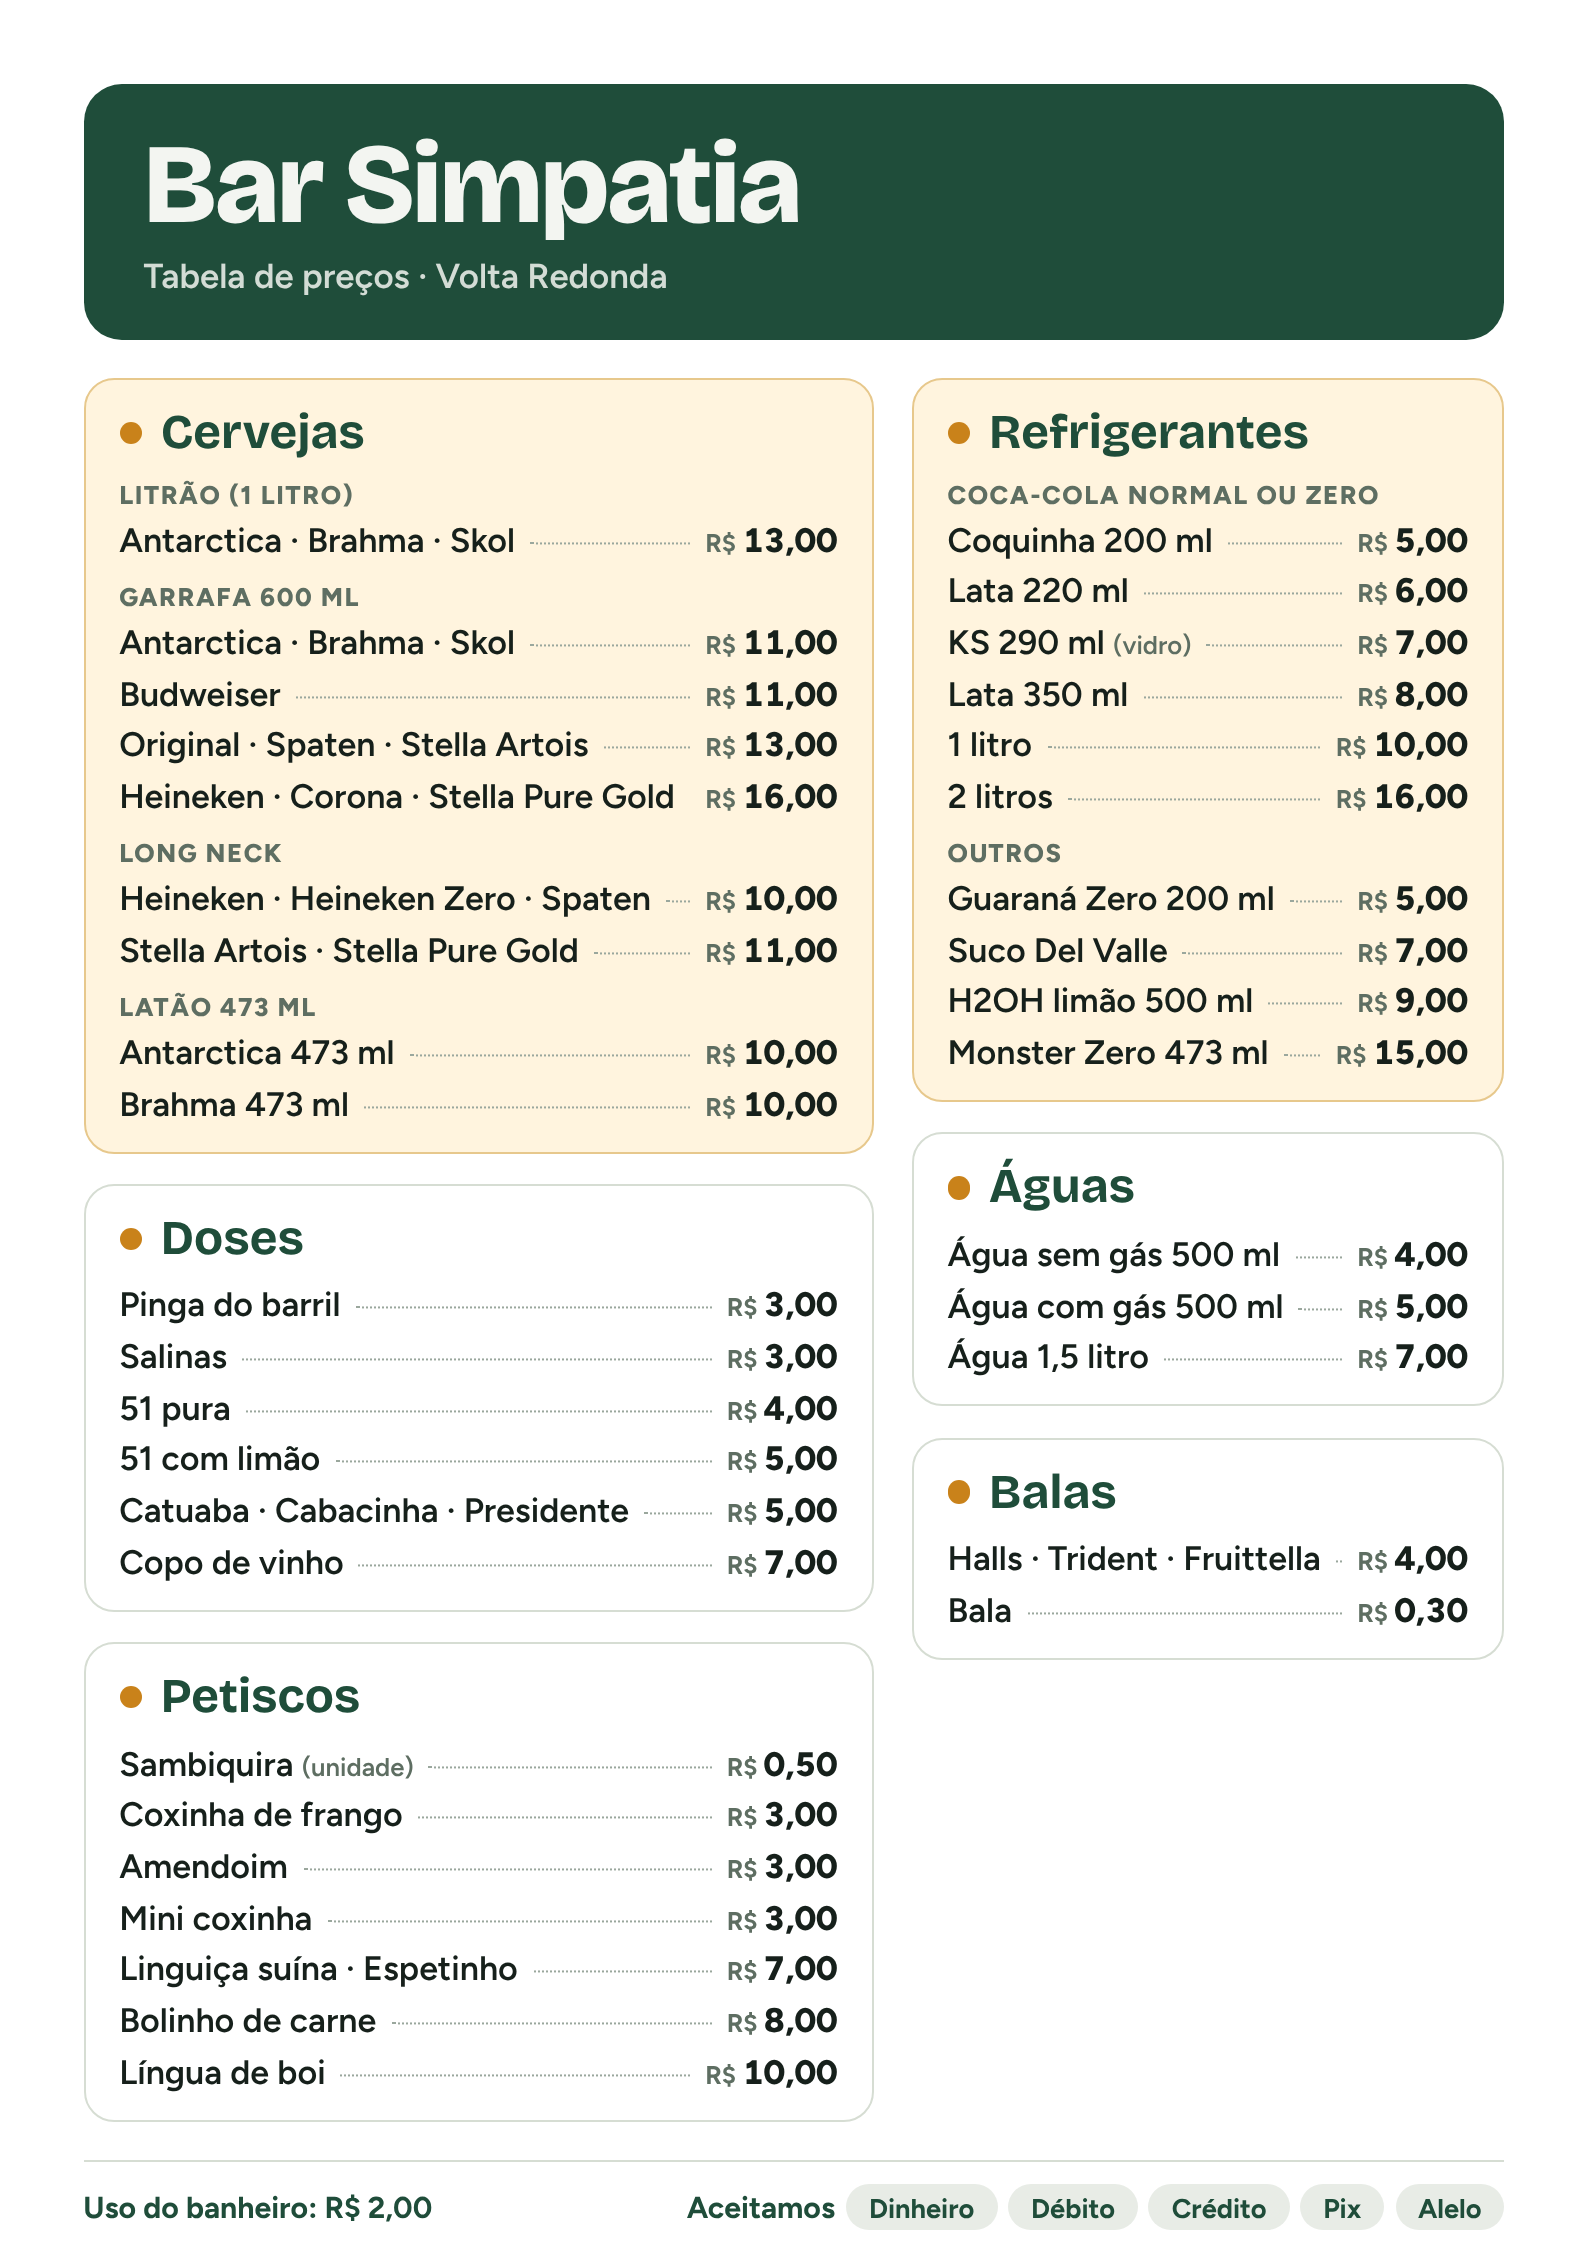 Bar Simpatia
Tabela de preços · Volta Redonda
Cervejas
LITRÃO (1 LITRO)
Antarctica · Brahma · Skol R$ 13,00
GARRAFA 600 ML
Antarctica · Brahma · Skol R$ 11,00
Budweiser R$ 11,00
Original · Spaten · Stella Artois R$ 13,00
Heineken · Corona · Stella Pure Gold R$ 16,00
LONG NECK
Heineken · Heineken Zero · Spaten R$ 10,00
Stella Artois · Stella Pure Gold R$ 11,00
LATÃO 473 ML
Antarctica 473 ml R$ 10,00
Brahma 473 ml R$ 10,00
Doses
Pinga do barril R$ 3,00
Salinas R$ 3,00
51 pura R$ 4,00
51 com limão R$ 5,00
Catuaba · Cabacinha · Presidente R$ 5,00
Copo de vinho R$ 7,00
Petiscos
Sambiquira (unidade) R$ 0,50
Coxinha de frango R$ 3,00
Amendoim R$ 3,00
Mini coxinha R$ 3,00
Linguiça suína · Espetinho R$ 7,00
Bolinho de carne R$ 8,00
Língua de boi R$ 10,00
Refrigerantes
COCA-COLA NORMAL OU ZERO
Coquinha 200 ml R$ 5,00
Lata 220 ml R$ 6,00
KS 290 ml (vidro) R$ 7,00
Lata 350 ml R$ 8,00
1 litro R$ 10,00
2 litros R$ 16,00
OUTROS
Guaraná Zero 200 ml R$ 5,00
Suco Del Valle R$ 7,00
H2OH limão 500 ml R$ 9,00
Monster Zero 473 ml R$ 15,00
Águas
Água sem gás 500 ml R$ 4,00
Água com gás 500 ml R$ 5,00
Água 1,5 litro R$ 7,00
Balas
Halls · Trident · Fruittella R$ 4,00
Bala R$ 0,30
Uso do banheiro: R$ 2,00
Aceitamos Dinheiro Débito Crédito Pix Alelo